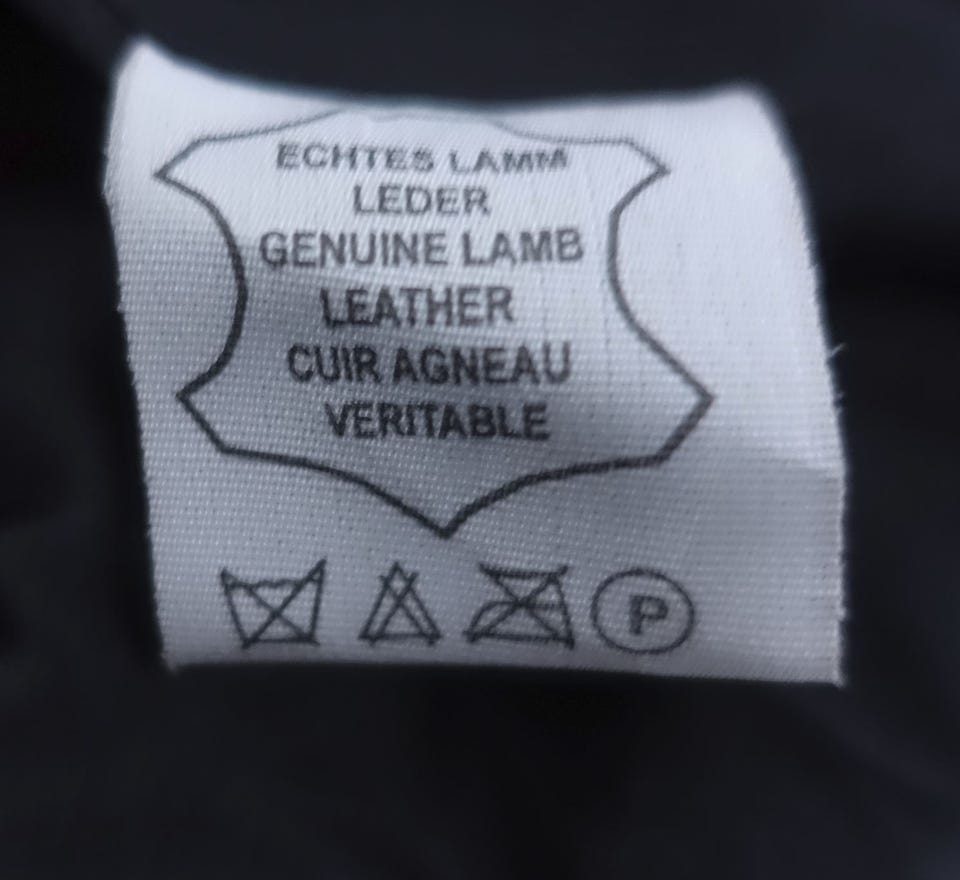 ECHTES LAMM
LEDER
GENUINE LAMB
LEATHER
CUIR AGNEAU
VERITABLE
P